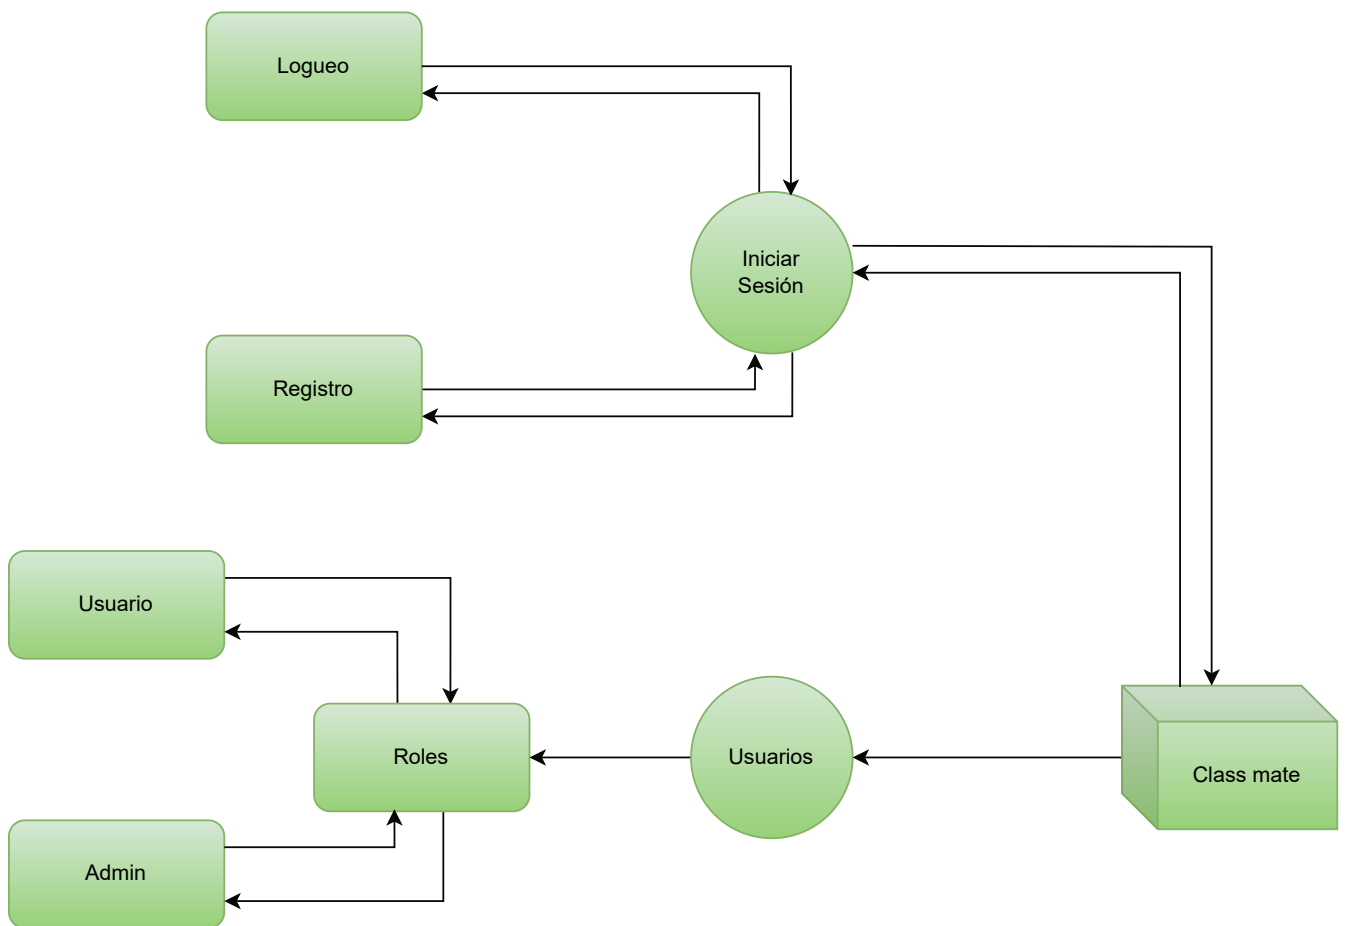 Logueo
Iniciar
Sesión
Registro
Usuario
Roles
Usuarios
Class mate
Admin